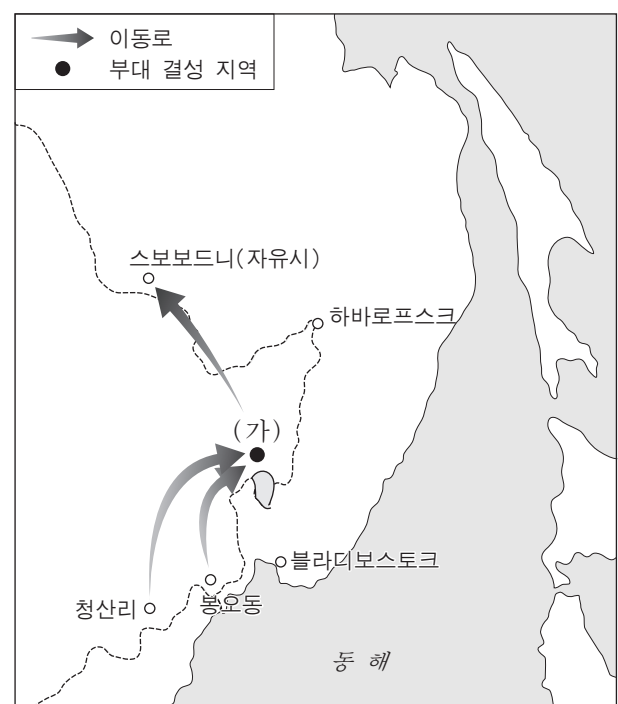 이동로
부대 결성 지역
스보보드니(자유시)
하바로프스크
(가)
블라디보스토크
봉오동
청산리
동 해